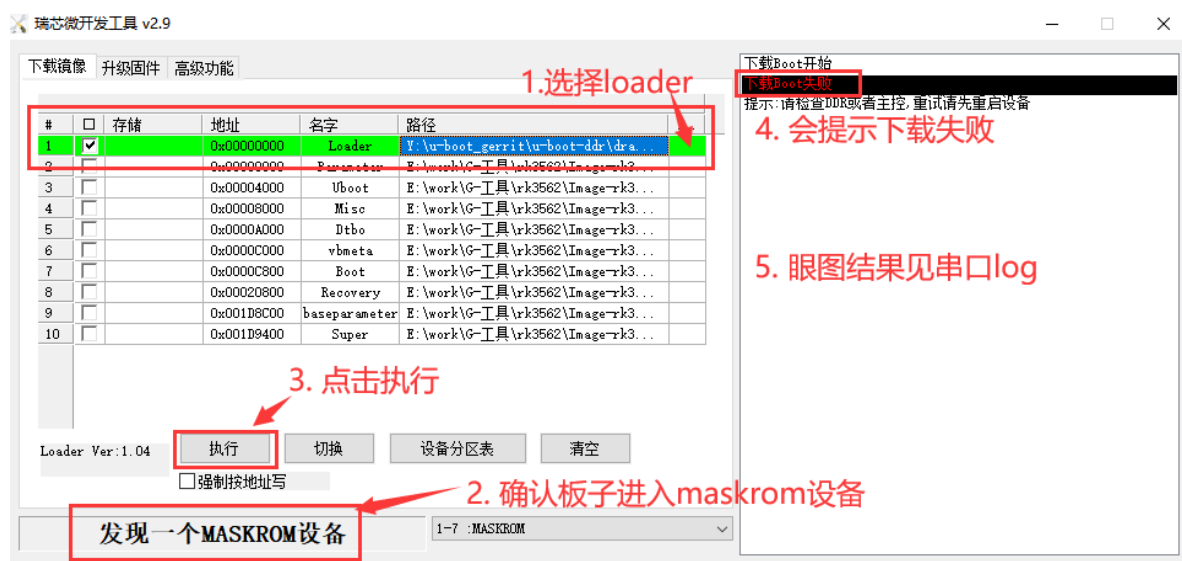 瑞芯微开发工具 v2.9
下载镜像 升级固件 高级功能
1.选择loader
# 存储 地址 名字 路径 ...
1 0x00000000 Loader Y:\u-boot_gerrit\u-boot-ddr\dra...
2 0x00000000 Parameter E:\work\G-工具\rk3562\Image-rk3...
3 0x00004000 Uboot E:\work\G-工具\rk3562\Image-rk3...
4 0x00008000 Misc E:\work\G-工具\rk3562\Image-rk3...
5 0x0000A000 Dtbo E:\work\G-工具\rk3562\Image-rk3...
6 0x0000C000 vbmeta E:\work\G-工具\rk3562\Image-rk3...
7 0x0000C800 Boot E:\work\G-工具\rk3562\Image-rk3...
8 0x00020800 Recovery E:\work\G-工具\rk3562\Image-rk3...
9 0x001D8C00 baseparameter E:\work\G-工具\rk3562\Image-rk3...
10 0x001D9400 Super E:\work\G-工具\rk3562\Image-rk3...
3. 点击执行
Loader Ver:1.04 执行 切换 设备分区表 清空
强制按地址写
2. 确认板子进入maskrom设备
发现一个MASKROM设备 1-7 :MASKROM
下载Boot开始
下载Boot失败
提示:请检查DDR或者主控,重试请先重启设备
4. 会提示下载失败
5. 眼图结果见串口log